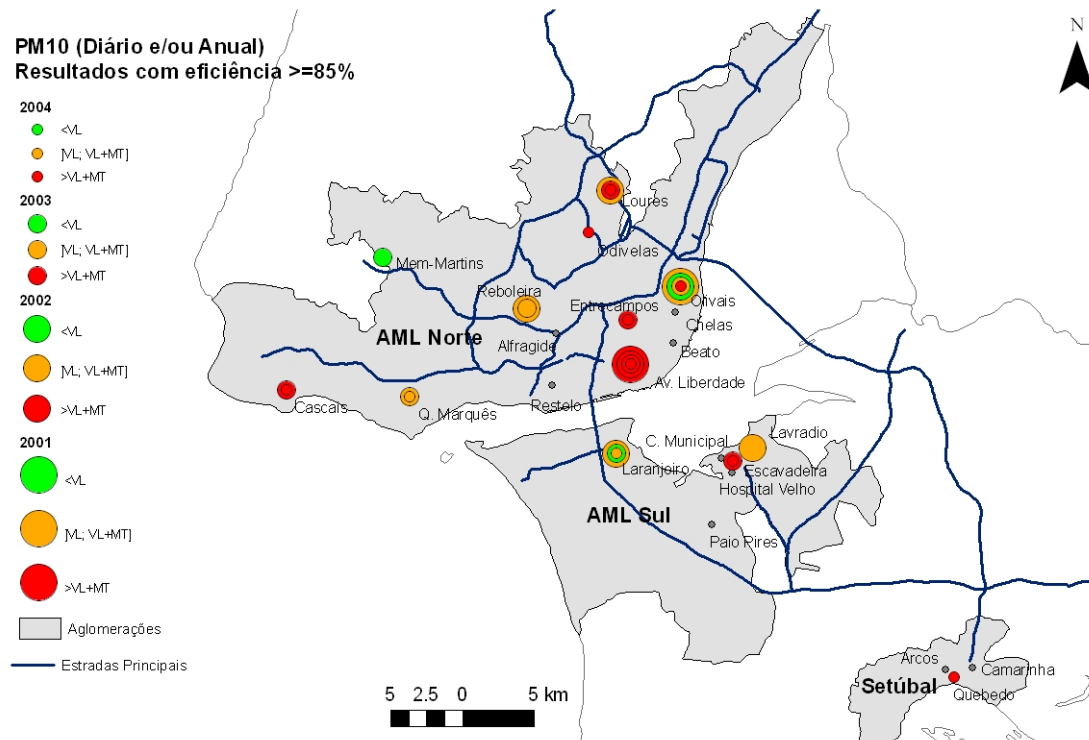 PM10 (Diário e/ou Anual)
Resultados com eficiência >=85%
N
2004
<VL
]VL; VL+MT]
>VL+MT
2003
<VL
]VL; VL+MT]
>VL+MT
2002
<VL
]VL; VL+MT]
>VL+MT
2001
<VL
]VL; VL+MT]
>VL+MT
Aglomerações
Estradas Principais
Loures
Odivelas
Mem-Martins
Reboleira
Olivais
Entrecampos
Chelas
AML Norte
Alfragide
Beato
Av. Liberdade
Restelo
Cascais
Q. Marquês
Lavradio
C. Municipal
Laranjeiro
Escavadeira
Hospital Velho
AML Sul
Paio Pires
Arcos
Camarinha
Setúbal
Quebedo
5 2.5 0 5 km